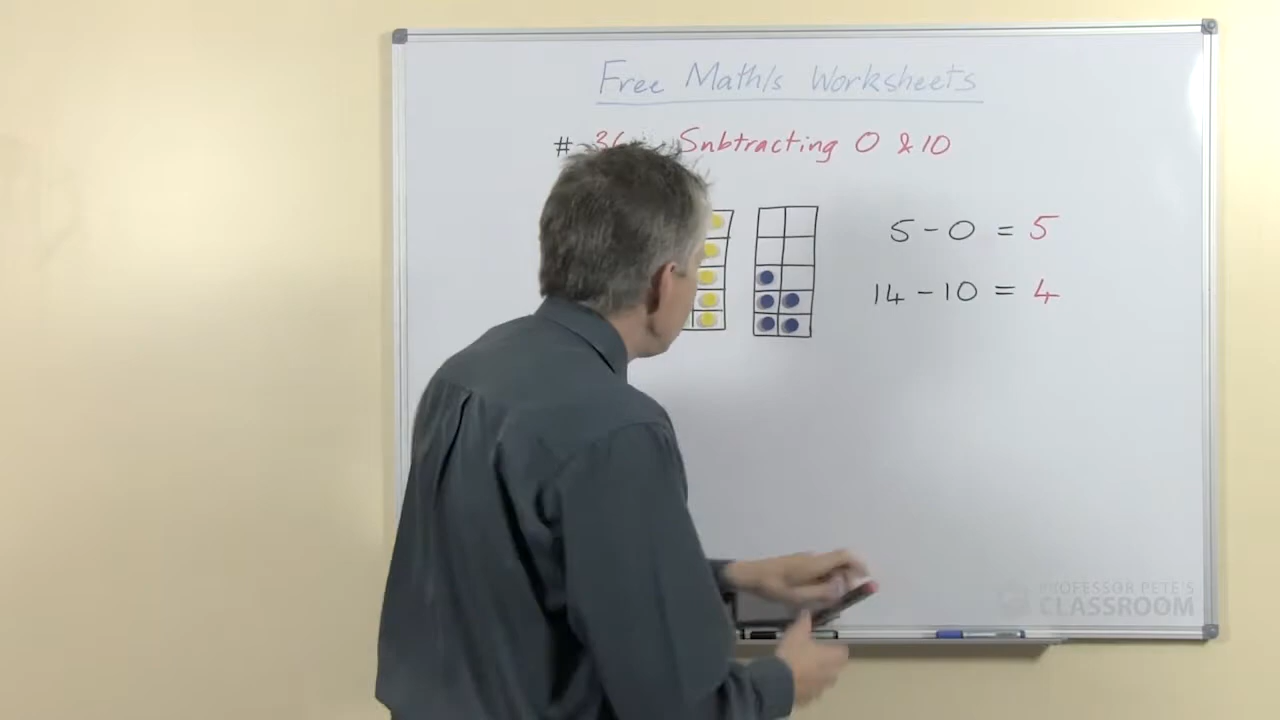 Free Math/s Worksheets
# Subtracting 0 & 10
5 - 0 = 5
14 - 10 = 4
PROFESSOR PETE'S
CLASSROOM